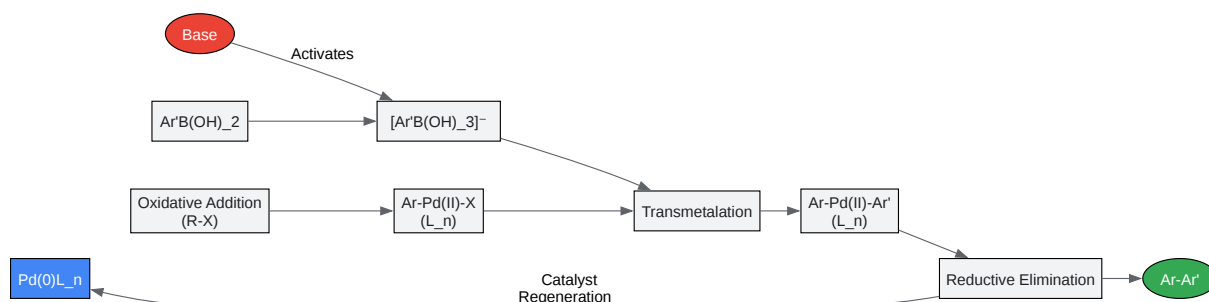 Base
Activates
Ar'B(OH)_2
[Ar'B(OH)_3]⁻
Oxidative Addition
(R-X)
Ar-Pd(II)-X
(L_n)
Transmetalation
Ar-Pd(II)-Ar'
(L_n)
Pd(0)L_n
Catalyst
Regeneration
Reductive Elimination
Ar-Ar'